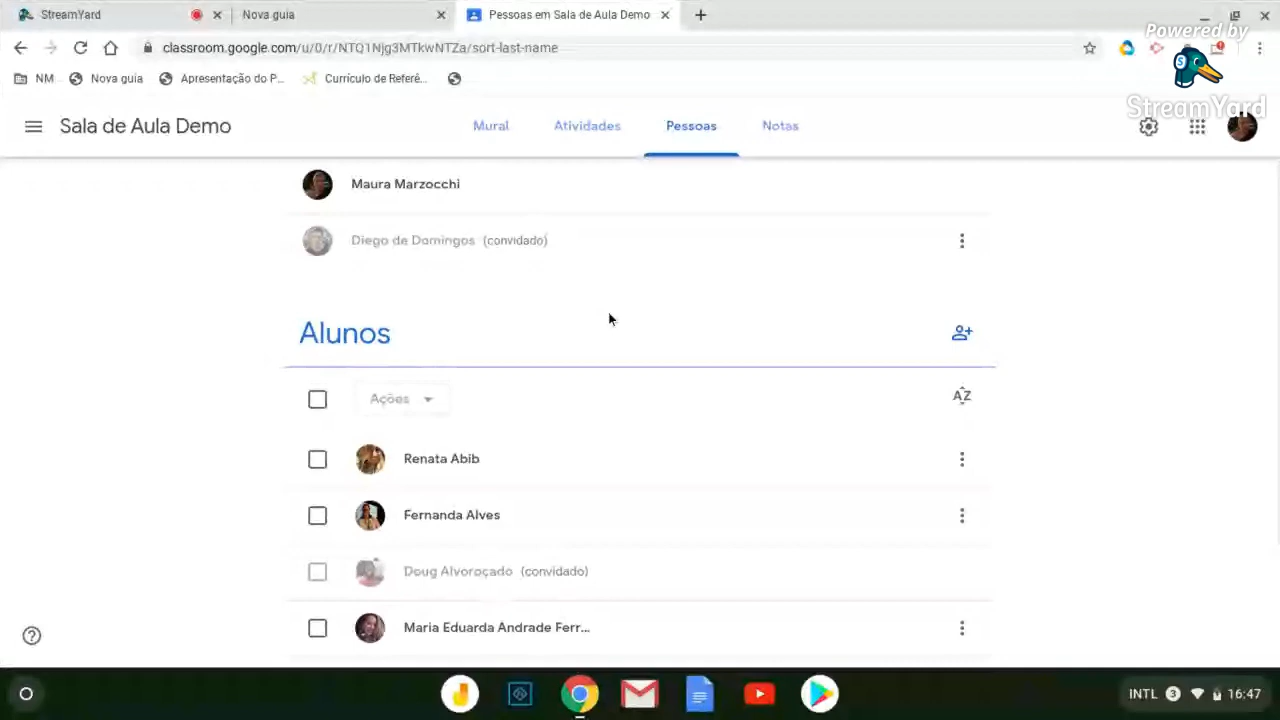 StreamYard
Nova guia
Pessoas em Sala de Aula Demo
Powered by
classroom.google.com/u/0/r/NTQ1Njg3MTkwNTZa/sort-last-name
NM
Nova guia
Apresentação do P...
Currículo de Referê...
StreamYard
Sala de Aula Demo
Mural
Atividades
Pessoas
Notas
Maura Marzocchi
Diego de Domingos (convidado)
Alunos
Ações
AZ
Renata Abib
Fernanda Alves
Doug Alvoroçado (convidado)
Maria Eduarda Andrade Ferr...
INTL 3 16:47